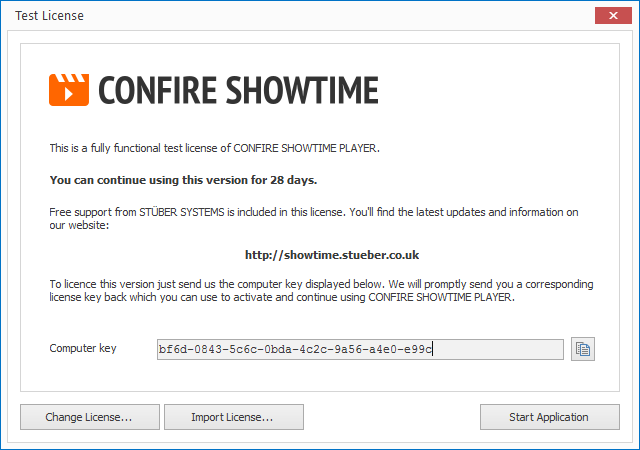 Test License
CONFIRE SHOWTIME
This is a fully functional test license of CONFIRE SHOWTIME PLAYER.
You can continue using this version for 28 days.
Free support from STÜBER SYSTEMS is included in this license. You'll find the latest updates and information on
our website:
http://showtime.stueber.co.uk
To licence this version just send us the computer key displayed below. We will promptly send you a corresponding
license key back which you can use to activate and continue using CONFIRE SHOWTIME PLAYER.
Computer key bf6d-0843-5c6c-0bda-4c2c-9a56-a4e0-e99c
Change License... Import License... Start Application